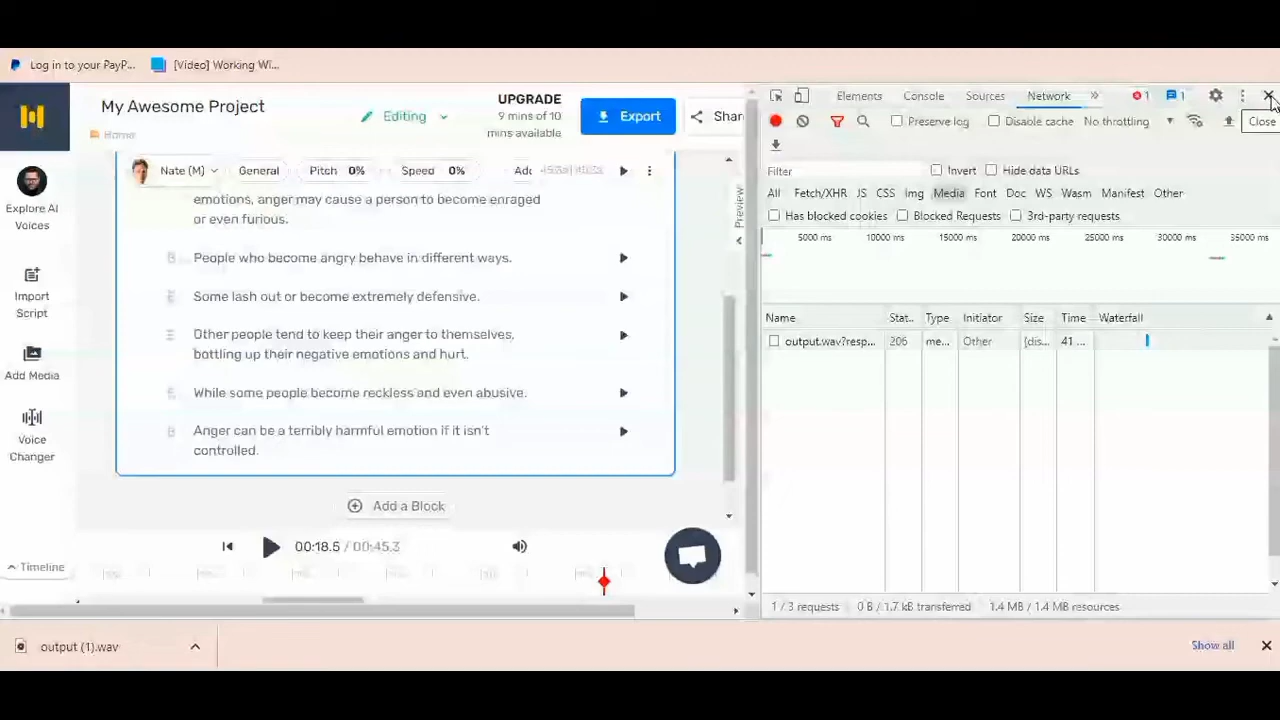 Log in to your PayP...
[Video] Working Wi...
My Awesome Project
Home
Editing
UPGRADE
9 mins of 10
mins available
Export
Shar
Explore AI
Voices
Import
Script
Add Media
Voice
Changer
Timeline
Nate (M)
General
Pitch 0%
Speed 0%
emotions, anger may cause a person to become enraged
or even furious.
People who become angry behave in different ways.
Some lash out or become extremely defensive.
Other people tend to keep their anger to themselves,
bottling up their negative emotions and hurt.
While some people become reckless and even abusive.
Anger can be a terribly harmful emotion if it isn't
controlled.
Add a Block
00:18.5 / 00:45.3
Preview
Elements
Console
Sources
Network
1
1
Close
Preserve log
Disable cache
No throttling
Filter
Invert
Hide data URLs
All
Fetch/XHR
JS
CSS
Img
Media
Font
Doc
WS
Wasm
Manifest
Other
Has blocked cookies
Blocked Requests
3rd-party requests
5000 ms
10000 ms
15000 ms
20000 ms
25000 ms
30000 ms
35000 ms
Name
Stat..
Type
Initiator
Size
Time
Waterfall
output.wav?resp...
206
me...
Other
(dis...
41 ...
1 / 3 requests
0 B / 1.7 kB transferred
1.4 MB / 1.4 MB resources
output (1).wav
Show all